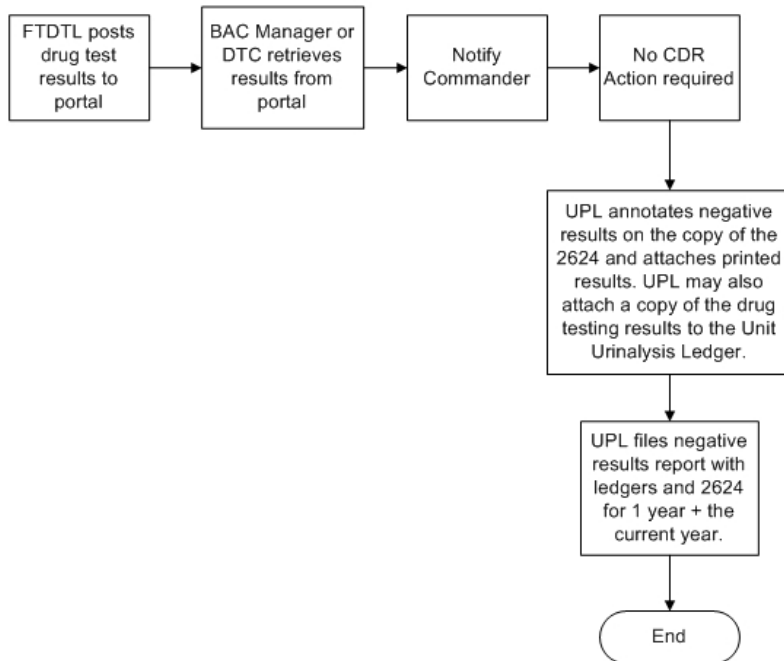 FTDTL posts
drug test
results to
portal
BAC Manager or
DTC retrieves
results from
portal
Notify
Commander
No CDR
Action required
UPL annotates negative
results on the copy of the
2624 and attaches printed
results. UPL may also
attach a copy of the drug
testing results to the Unit
Urinalysis Ledger.
UPL files negative
results report with
ledgers and 2624
for 1 year + the
current year.
End